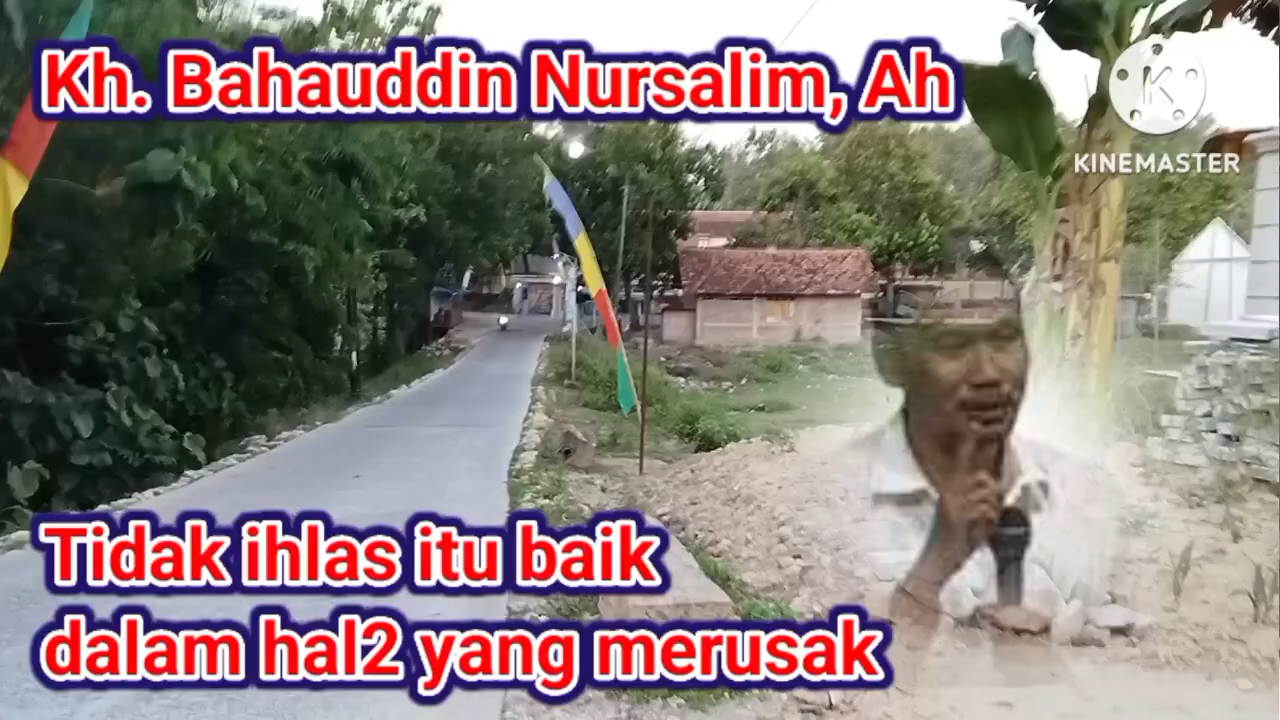 Kh. Bahauddin Nursalim, Ah
K
KINEMASTER
Tidak ihlas itu baik
dalam hal2 yang merusak